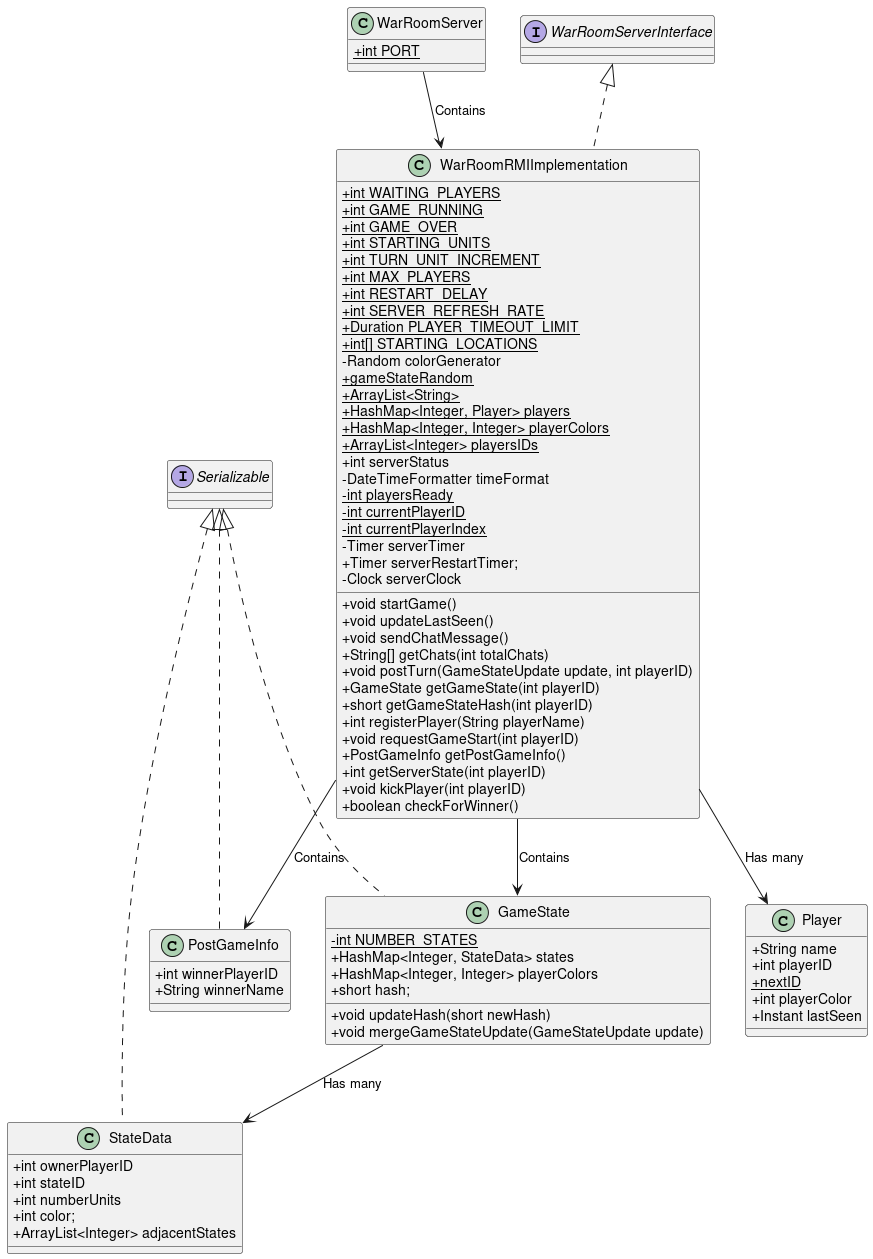 C WarRoomServer
+int PORT
I WarRoomServerInterface
Contains
C WarRoomRMIImplementation
+int WAITING_PLAYERS
+int GAME_RUNNING
+int GAME_OVER
+int STARTING_UNITS
+int TURN_UNIT_INCREMENT
+int MAX_PLAYERS
+int RESTART_DELAY
+int SERVER_REFRESH_RATE
+Duration PLAYER_TIMEOUT_LIMIT
+int[] STARTING_LOCATIONS
-Random colorGenerator
+gameStateRandom
+ArrayList<String>
+HashMap<Integer, Player> players
+HashMap<Integer, Integer> playerColors
+ArrayList<Integer> playersIDs
+int serverStatus
-DateTimeFormatter timeFormat
-int playersReady
-int currentPlayerID
-int currentPlayerIndex
-Timer serverTimer
+Timer serverRestartTimer;
-Clock serverClock
+void startGame()
+void updateLastSeen()
+void sendChatMessage()
+String[] getChats(int totalChats)
+void postTurn(GameStateUpdate update, int playerID)
+GameState getGameState(int playerID)
+short getGameStateHash(int playerID)
+int registerPlayer(String playerName)
+void requestGameStart(int playerID)
+PostGameInfo getPostGameInfo()
+int getServerState(int playerID)
+void kickPlayer(int playerID)
+boolean checkForWinner()
I Serializable
Contains
Contains
Has many
C PostGameInfo
+int winnerPlayerID
+String winnerName
C GameState
-int NUMBER_STATES
+HashMap<Integer, StateData> states
+HashMap<Integer, Integer> playerColors
+short hash;
+void updateHash(short newHash)
+void mergeGameStateUpdate(GameStateUpdate update)
C Player
+String name
+int playerID
+nextID
+int playerColor
+Instant lastSeen
Has many
C StateData
+int ownerPlayerID
+int stateID
+int numberUnits
+int color;
+ArrayList<Integer> adjacentStates